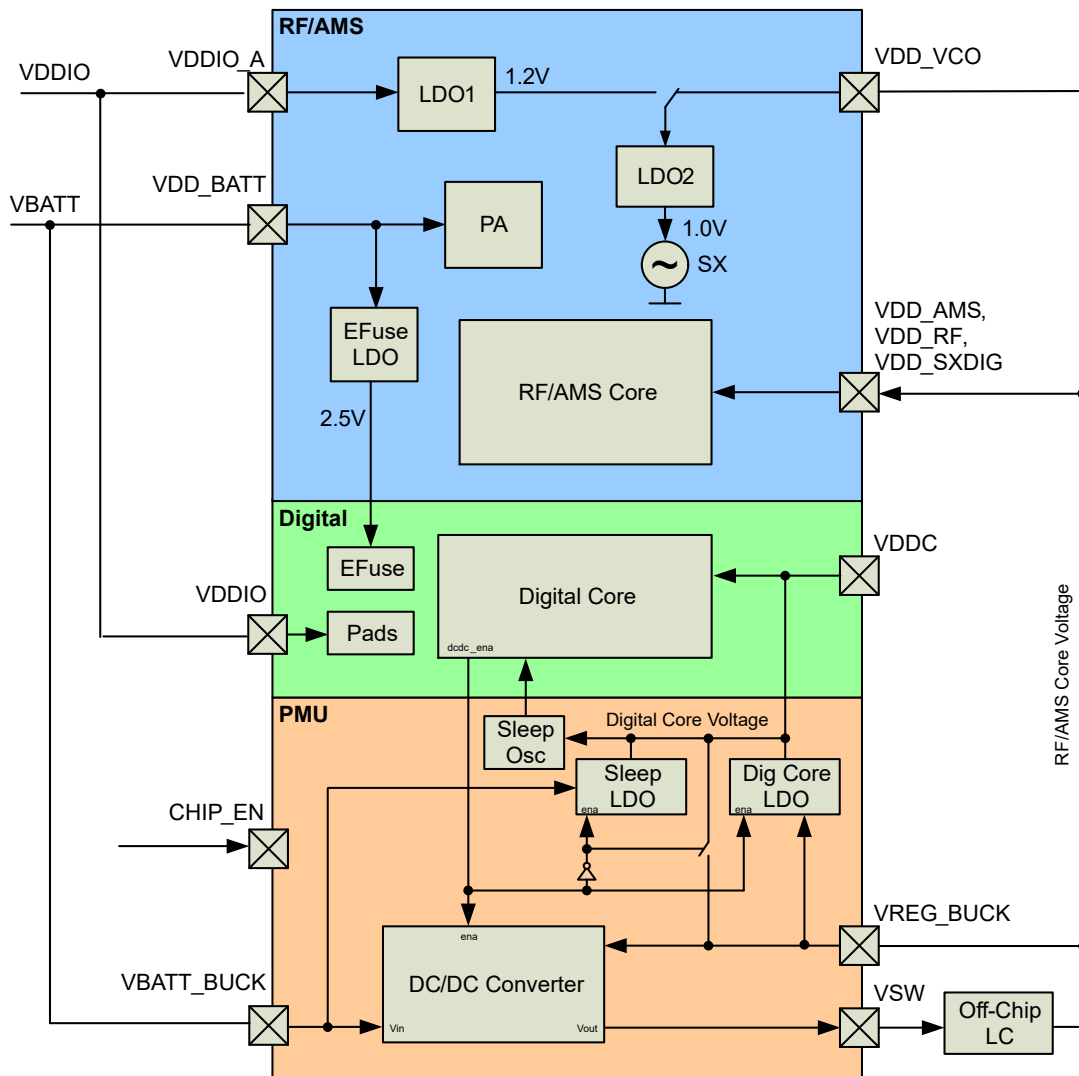 RF/AMS
VDDIO_A
VDD_VCO
VDDIO
1.2V
LDO1
VDD_BATT
LDO2
VBATT
PA
1.0V
SX
EFuse
LDO
VDD_AMS,
VDD_RF,
VDD_SXDIG
RF/AMS Core
2.5V
Digital
VDDC
EFuse
Digital Core
VDDIO
Pads
dcdc_ena
RF/AMS Core Voltage
PMU
Digital Core Voltage
Sleep
Osc
Sleep
LDO
ena
Dig Core
LDO
ena
CHIP_EN
VREG_BUCK
ena
DC/DC Converter
VBATT_BUCK
VSW
Vin
Vout
Off-Chip
LC